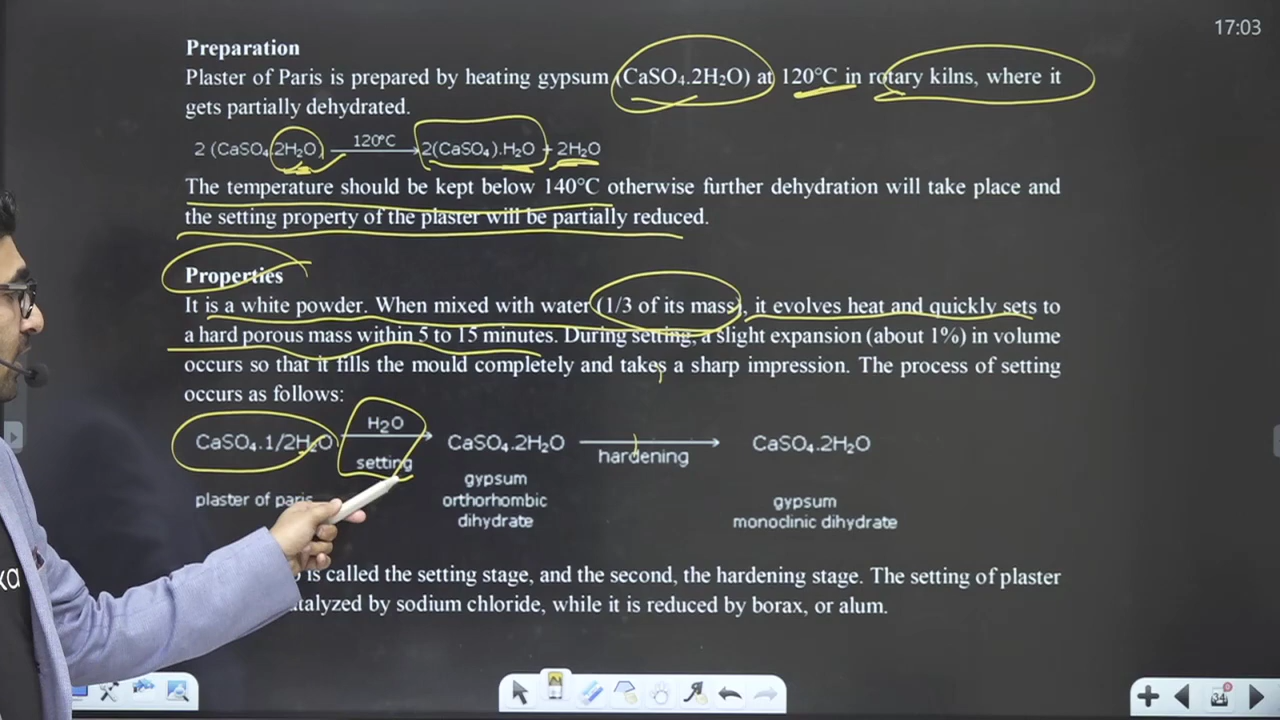 17:03
Preparation
Plaster of Paris is prepared by heating gypsum (CaSO₄.2H₂O) at 120°C in rotary kilns, where it
gets partially dehydrated.
2 (CaSO₄.2H₂O) 120°C 2(CaSO₄).H₂O + 2H₂O
The temperature should be kept below 140°C otherwise further dehydration will take place and
the setting property of the plaster will be partially reduced.
Properties
It is a white powder. When mixed with water (1/3 of its mass), it evolves heat and quickly sets to
a hard porous mass within 5 to 15 minutes. During setting, a slight expansion (about 1%) in volume
occurs so that it fills the mould completely and takes a sharp impression. The process of setting
occurs as follows:
CaSO₄.1/2H₂O H₂O setting CaSO₄.2H₂O hardening CaSO₄.2H₂O
plaster of paris gypsum orthorhombic dihydrate gypsum monoclinic dihydrate
is called the setting stage, and the second, the hardening stage. The setting of plaster
by sodium chloride, while it is reduced by borax, or alum.
34